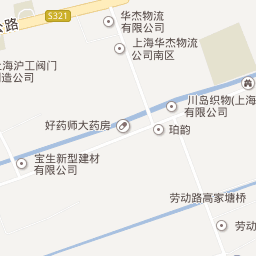 公路
S321
华杰物流
有限公司
上海华杰物流
公司南区
上海沪工阀门
制造公司
川岛织物(上海
有限公司
好药师大药房
珀韵
宝生新型建材
有限公司
劳动路高家塘桥
劳动